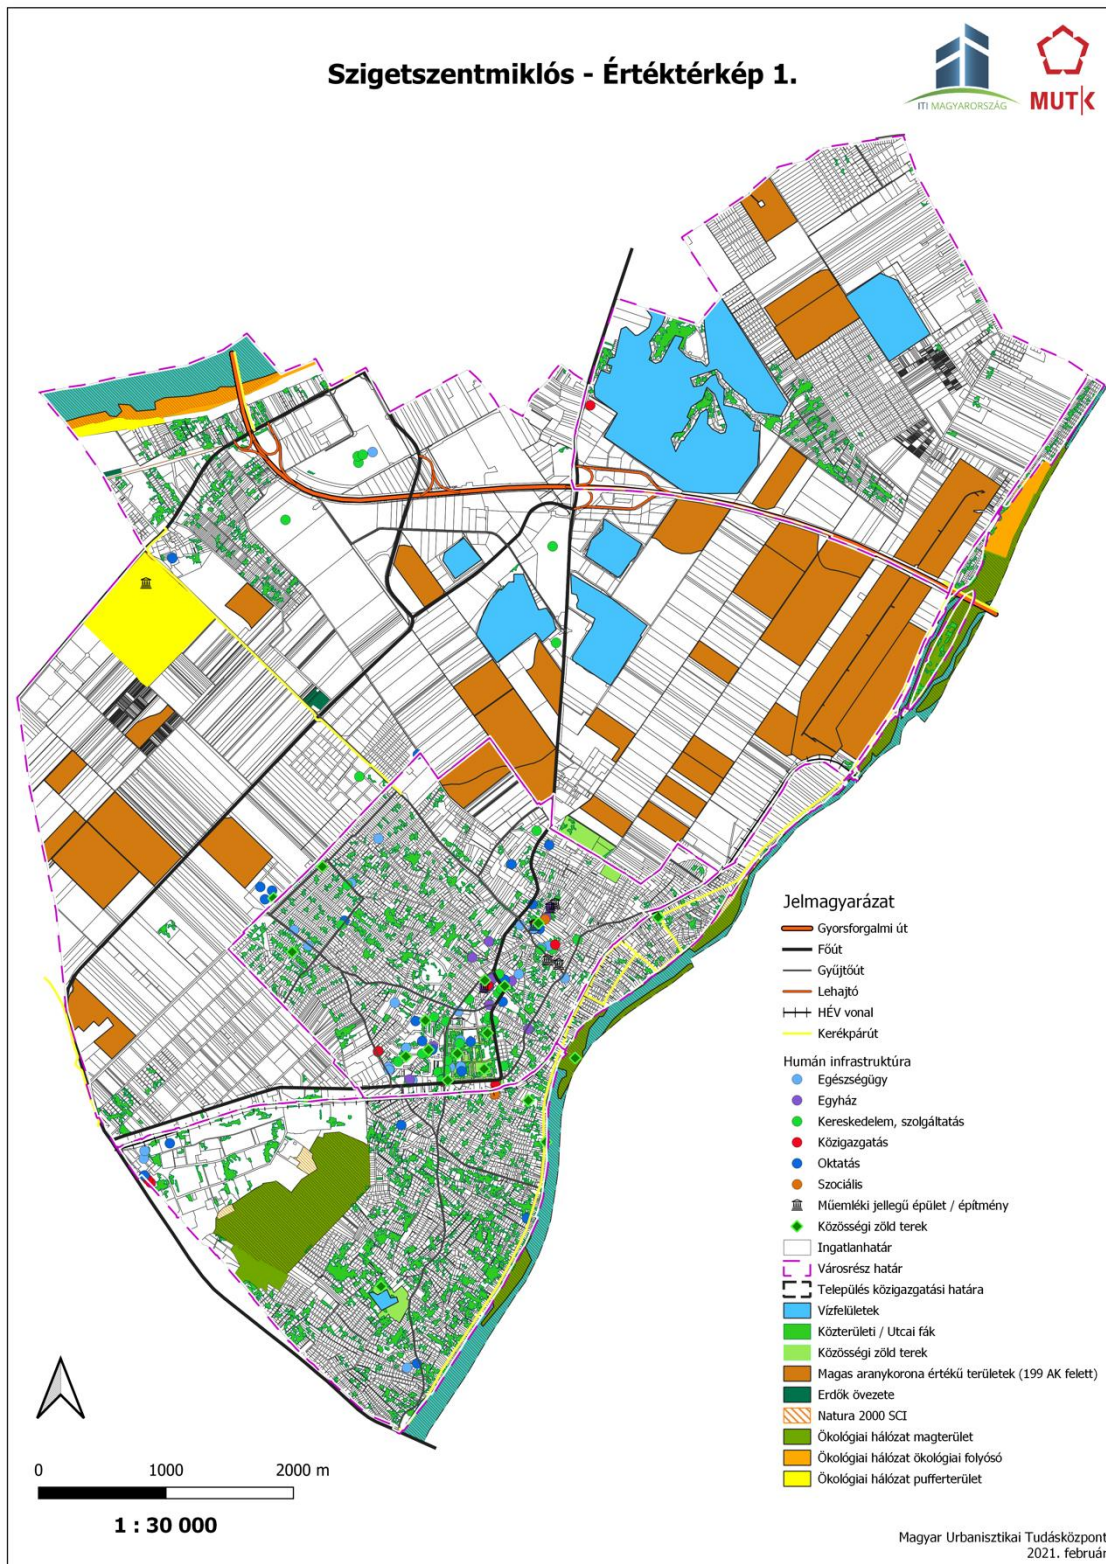 Szigetszentmiklós - Értéktérkép 1.
ITI MAGYARORSZÁG
MUTK
Jelmagyarázat
Gyorsforgalmi út
Főút
Gyűjtőút
Lehajtó
HÉV vonal
Kerékpárút
Humán infrastruktúra
Egészségügy
Egyház
Kereskedelem, szolgáltatás
Közigazgatás
Oktatás
Szociális
Műemléki jellegű épület / építmény
Közösségi zöld terek
Ingatlanhatár
Városrész határ
Település közigazgatási határa
Vízfelületek
Közterületi / Utcai fák
Közösségi zöld terek
Magas aranykorona értékű területek (199 AK felett)
Erdők övezete
Natura 2000 SCI
Ökológiai hálózat magterület
Ökológiai hálózat ökológiai folyósó
Ökológiai hálózat pufferterület
0 1000 2000 m
1 : 30 000
Magyar Urbanisztikai Tudásközpont
2021. február